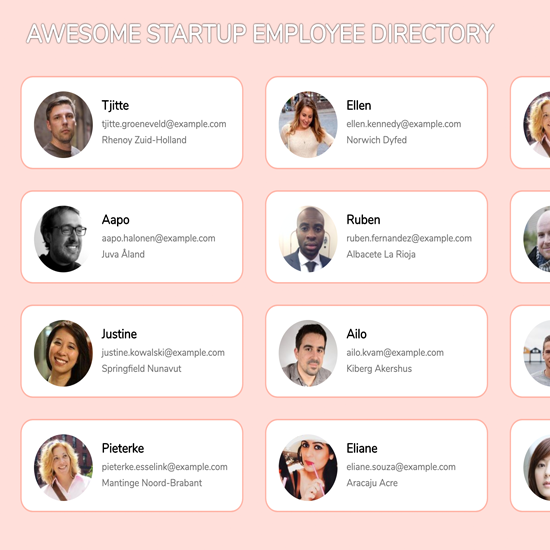 AWESOME STARTUP EMPLOYEE DIRECTORY
Tjitte
tjitte.groeneveld@example.com
Rhenoy Zuid-Holland
Ellen
ellen.kennedy@example.com
Norwich Dyfed
Aapo
aapo.halonen@example.com
Juva Åland
Ruben
ruben.fernandez@example.com
Albacete La Rioja
Justine
justine.kowalski@example.com
Springfield Nunavut
Ailo
ailo.kvam@example.com
Kiberg Akershus
Pieterke
pieterke.esselink@example.com
Mantinge Noord-Brabant
Eliane
eliane.souza@example.com
Aracaju Acre